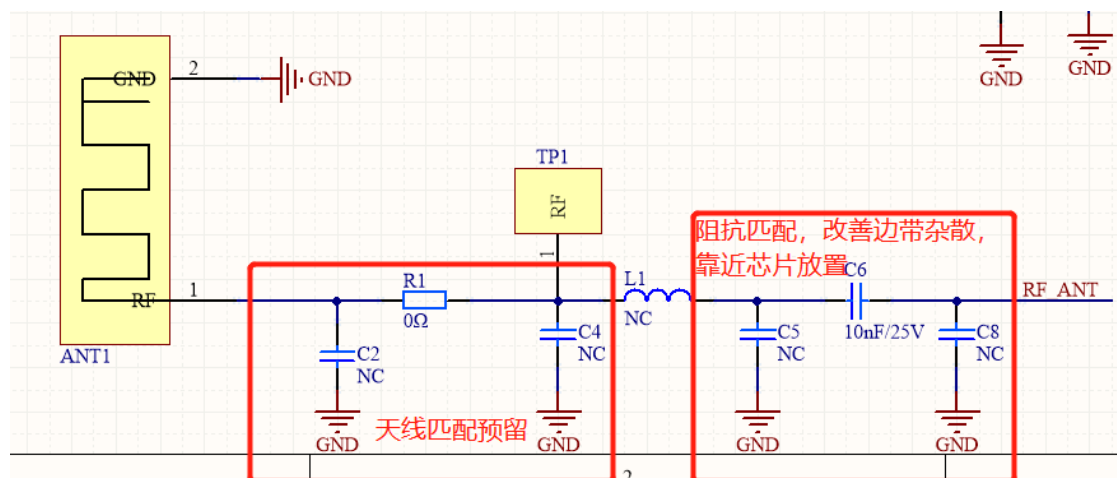 GND
2
GND
GND
GND
TP1
RF
1
阻抗匹配，改善边带杂散，
靠近芯片放置
C6
10nF/25V
RF
1
ANT1
R1
0Ω
L1
NC
RF_ANT
C2
NC
C4
NC
C5
NC
C8
NC
天线匹配预留
GND
GND
GND
GND
2